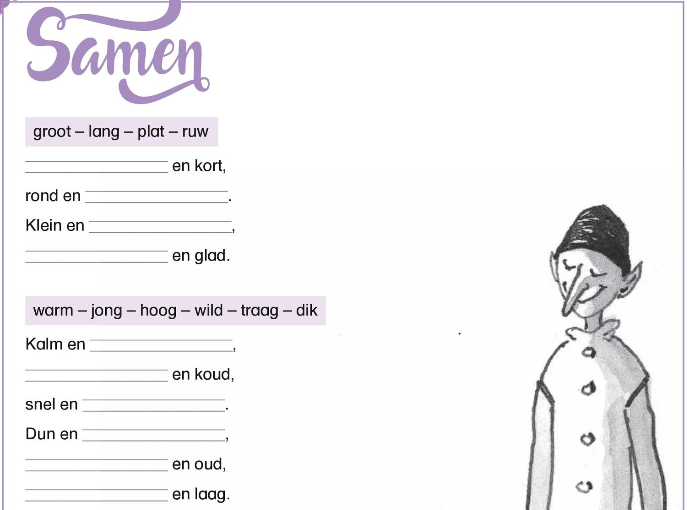 Samen
groot – lang – plat – ruw
en kort,
rond en .
Klein en ,
en glad.
warm – jong – hoog – wild – traag – dik
Kalm en ,
en koud,
snel en .
Dun en ,
en oud,
en laag.